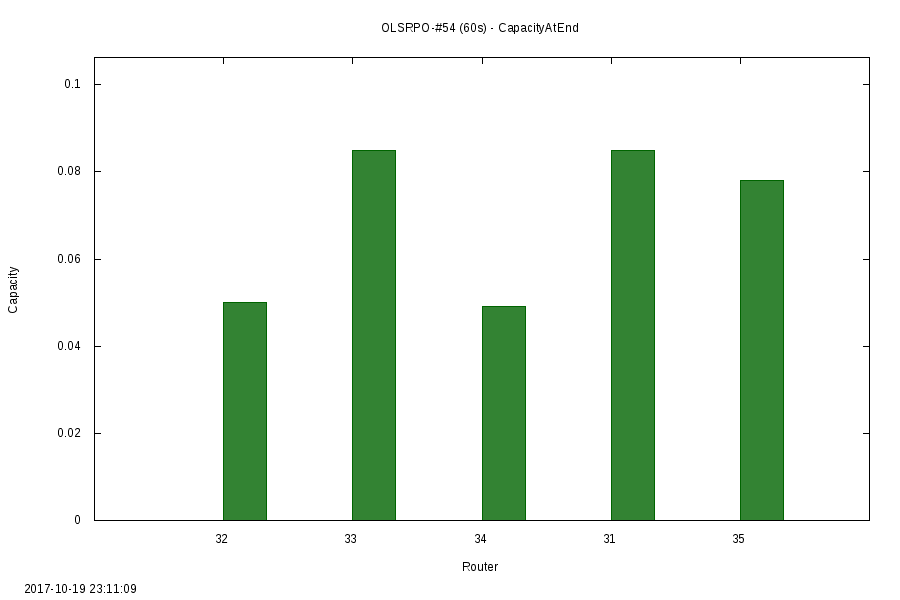 OLSRPO-#54 (60s) - CapacityAtEnd
0.1
0.08
0.06
0.04
0.02
0
Capacity
32 33 34 31 35
Router
2017-10-19 23:11:09